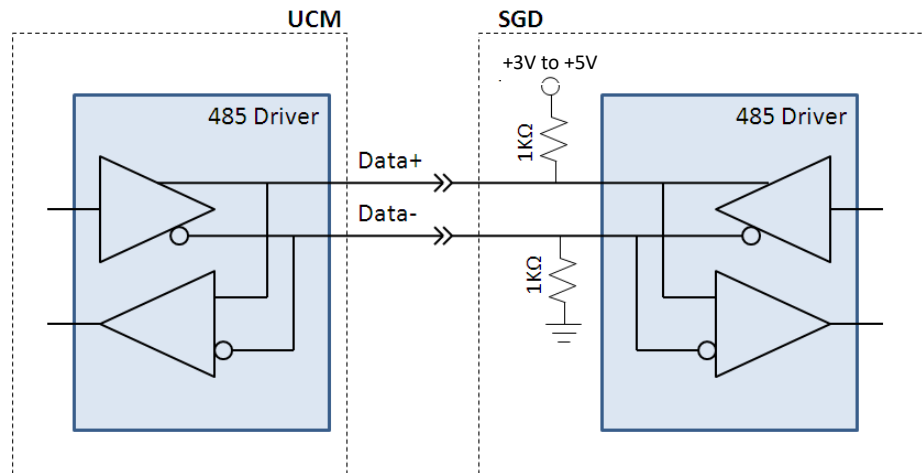 UCM
SGD
+3V to +5V
485 Driver
485 Driver
1KΩ
Data+
Data-
1KΩ